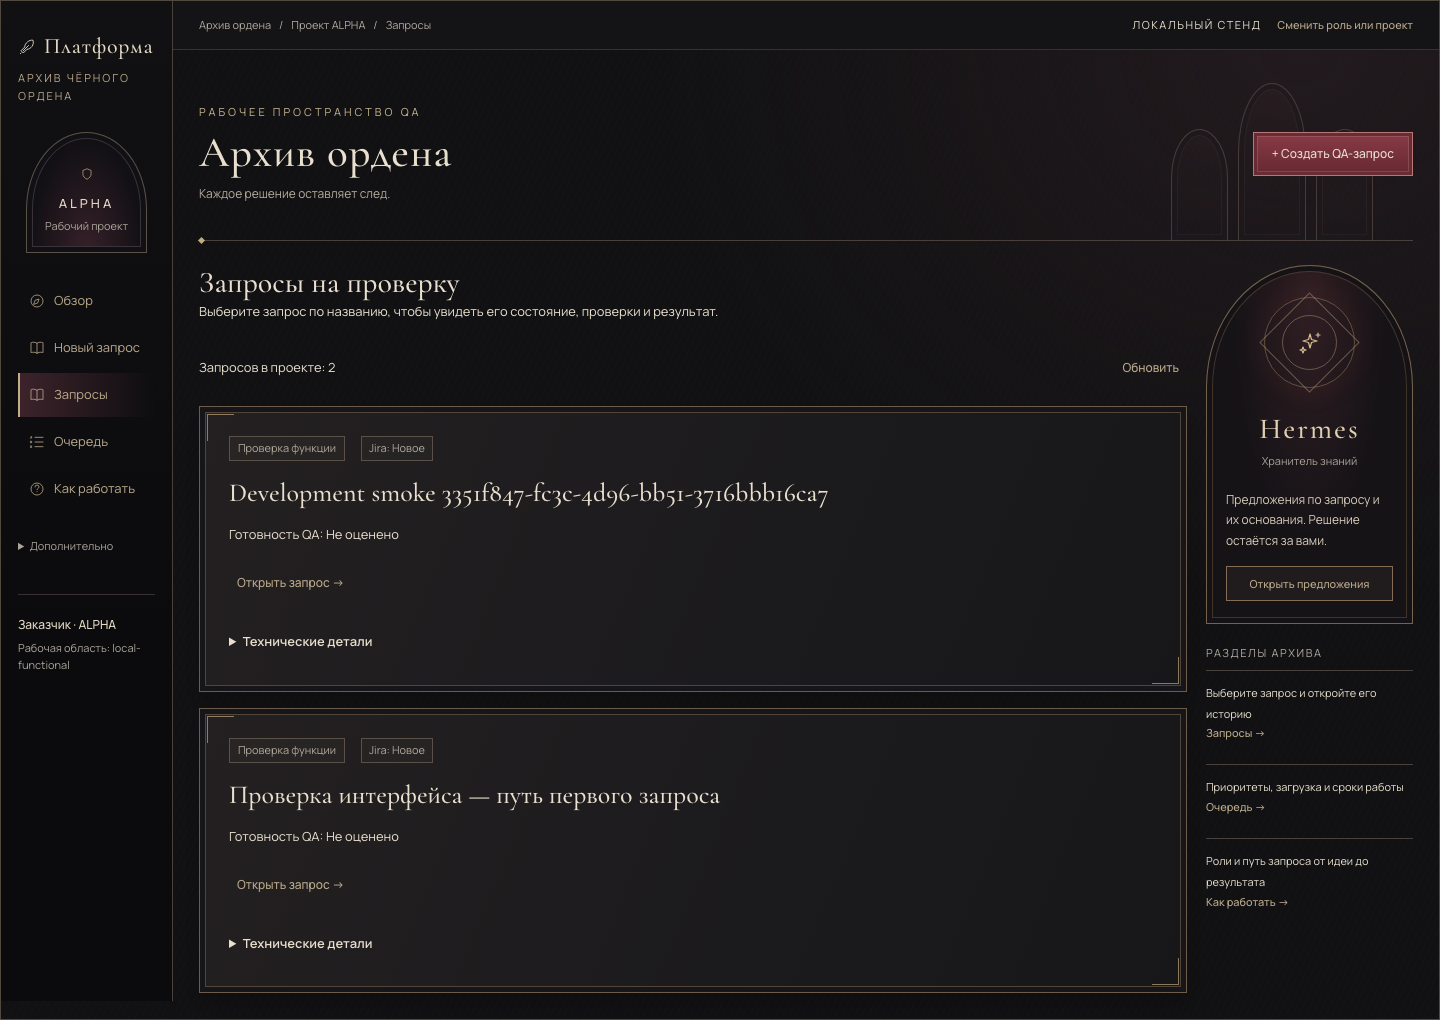 Платформа
АРХИВ ЧЁРНОГО
ОРДЕНА
ALPHA
Рабочий проект
Обзор
Новый запрос
Запросы
Очередь
Как работать
Дополнительно
Заказчик · ALPHA
Рабочая область: local-
functional
Архив ордена / Проект ALPHA / Запросы
ЛОКАЛЬНЫЙ СТЕНД
Сменить роль или проект
РАБОЧЕЕ ПРОСТРАНСТВО QA
Архив ордена
Каждое решение оставляет след.
+ Создать QA-запрос
Запросы на проверку
Выберите запрос по названию, чтобы увидеть его состояние, проверки и результат.
Запросов в проекте: 2
Обновить
Проверка функции
Jira: Новое
Development smoke 3351f847-fc3c-4d96-bb51-3716bbb16ca7
Готовность QA: Не оценено
Открыть запрос →
Технические детали
Проверка функции
Jira: Новое
Проверка интерфейса — путь первого запроса
Готовность QA: Не оценено
Открыть запрос →
Технические детали
Hermes
Хранитель знаний
Предложения по запросу и
их основания. Решение
остаётся за вами.
Открыть предложения
РАЗДЕЛЫ АРХИВА
Выберите запрос и откройте его
историю
Запросы →
Приоритеты, загрузка и сроки работы
Очередь →
Роли и путь запроса от идеи до
результата
Как работать →